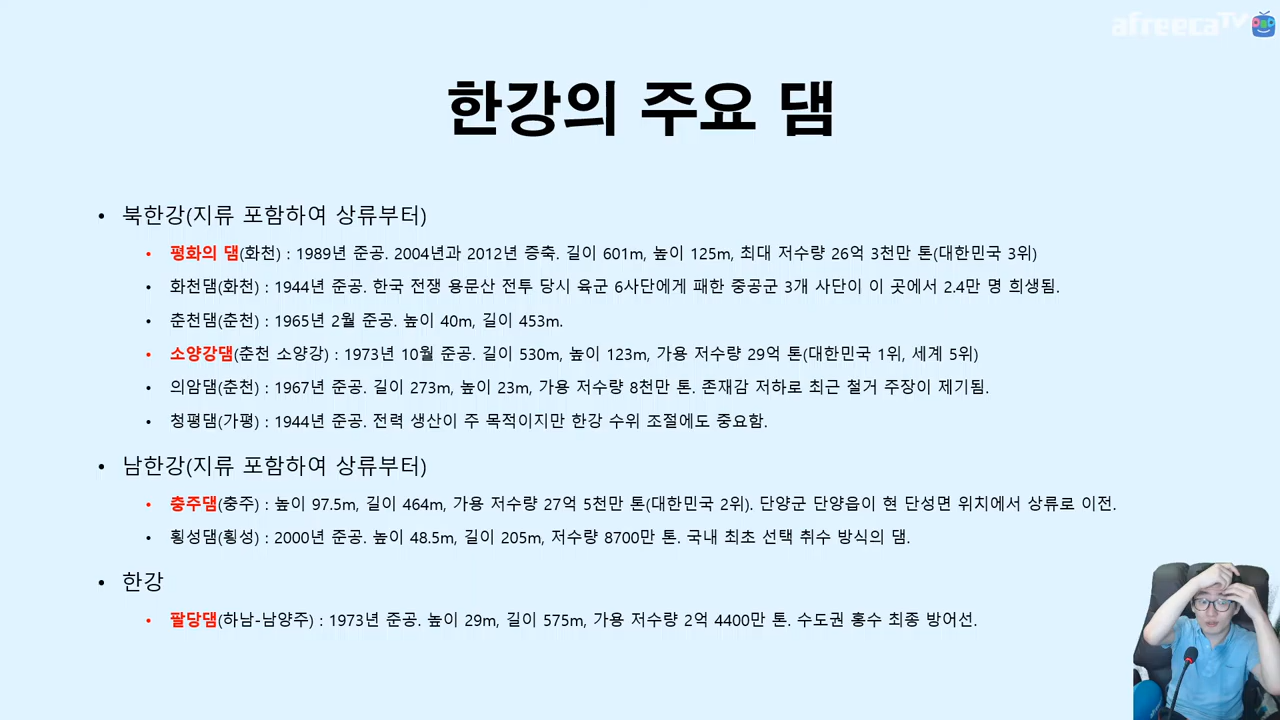 afreecaTV
한강의 주요 댐
• 북한강(지류 포함하여 상류부터)
• 평화의 댐(화천) : 1989년 준공. 2004년과 2012년 증축. 길이 601m, 높이 125m, 최대 저수량 26억 3천만 톤(대한민국 3위)
• 화천댐(화천) : 1944년 준공. 한국 전쟁 용문산 전투 당시 육군 6사단에게 패한 중공군 3개 사단이 이 곳에서 2.4만 명 희생됨.
• 춘천댐(춘천) : 1965년 2월 준공. 높이 40m, 길이 453m.
• 소양강댐(춘천 소양강) : 1973년 10월 준공. 길이 530m, 높이 123m, 가용 저수량 29억 톤(대한민국 1위, 세계 5위)
• 의암댐(춘천) : 1967년 준공. 길이 273m, 높이 23m, 가용 저수량 8천만 톤. 존재감 저하로 최근 철거 주장이 제기됨.
• 청평댐(가평) : 1944년 준공. 전력 생산이 주 목적이지만 한강 수위 조절에도 중요함.
• 남한강(지류 포함하여 상류부터)
• 충주댐(충주) : 높이 97.5m, 길이 464m, 가용 저수량 27억 5천만 톤(대한민국 2위). 단양군 단양읍이 현 단성면 위치에서 상류로 이전.
• 횡성댐(횡성) : 2000년 준공. 높이 48.5m, 길이 205m, 저수량 8700만 톤. 국내 최초 선택 취수 방식의 댐.
• 한강
• 팔당댐(하남-남양주) : 1973년 준공. 높이 29m, 길이 575m, 가용 저수량 2억 4400만 톤. 수도권 홍수 최종 방어선.